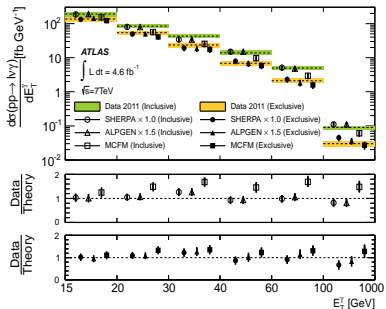 dσ(pp→ lνγ) / dE_T^γ [fb GeV⁻¹]
10²
10
1
10⁻¹
10⁻²
ATLAS
∫ L dt = 4.6 fb⁻¹
√s=7TeV
Data 2011 (Inclusive)
Data 2011 (Exclusive)
SHERPA × 1.0 (Inclusive)
SHERPA × 1.0 (Exclusive)
ALPGEN × 1.5 (Inclusive)
ALPGEN × 1.5 (Exclusive)
MCFM (Inclusive)
MCFM (Exclusive)
Data
Theory
2
1
0
Data
Theory
2
1
0
15 20 30 40 60 100 1000
E_T^γ [GeV]